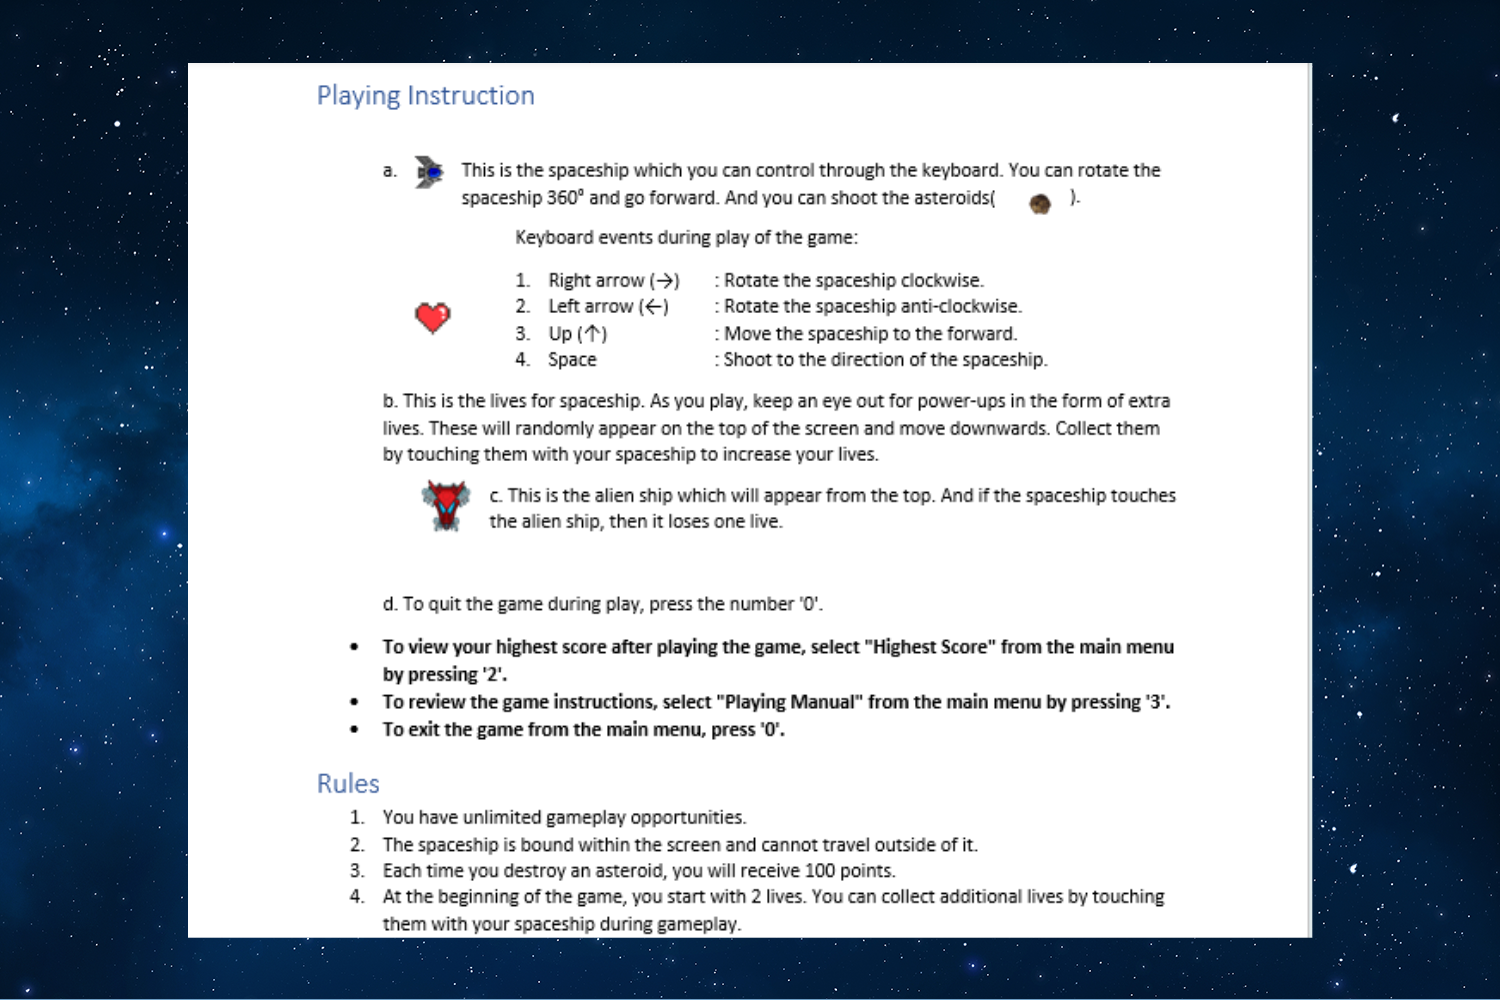 Playing Instruction
a. This is the spaceship which you can control through the keyboard. You can rotate the
spaceship 360⁰ and go forward. And you can shoot the asteroids( ).
Keyboard events during play of the game:
1. Right arrow (→) : Rotate the spaceship clockwise.
2. Left arrow (←) : Rotate the spaceship anti-clockwise.
3. Up (↑) : Move the spaceship to the forward.
4. Space : Shoot to the direction of the spaceship.
b. This is the lives for spaceship. As you play, keep an eye out for power-ups in the form of extra
lives. These will randomly appear on the top of the screen and move downwards. Collect them
by touching them with your spaceship to increase your lives.
c. This is the alien ship which will appear from the top. And if the spaceship touches
the alien ship, then it loses one live.
d. To quit the game during play, press the number '0'.
• To view your highest score after playing the game, select "Highest Score" from the main menu
by pressing '2'.
• To review the game instructions, select "Playing Manual" from the main menu by pressing '3'.
• To exit the game from the main menu, press '0'.
Rules
1. You have unlimited gameplay opportunities.
2. The spaceship is bound within the screen and cannot travel outside of it.
3. Each time you destroy an asteroid, you will receive 100 points.
4. At the beginning of the game, you start with 2 lives. You can collect additional lives by touching
them with your spaceship during gameplay.